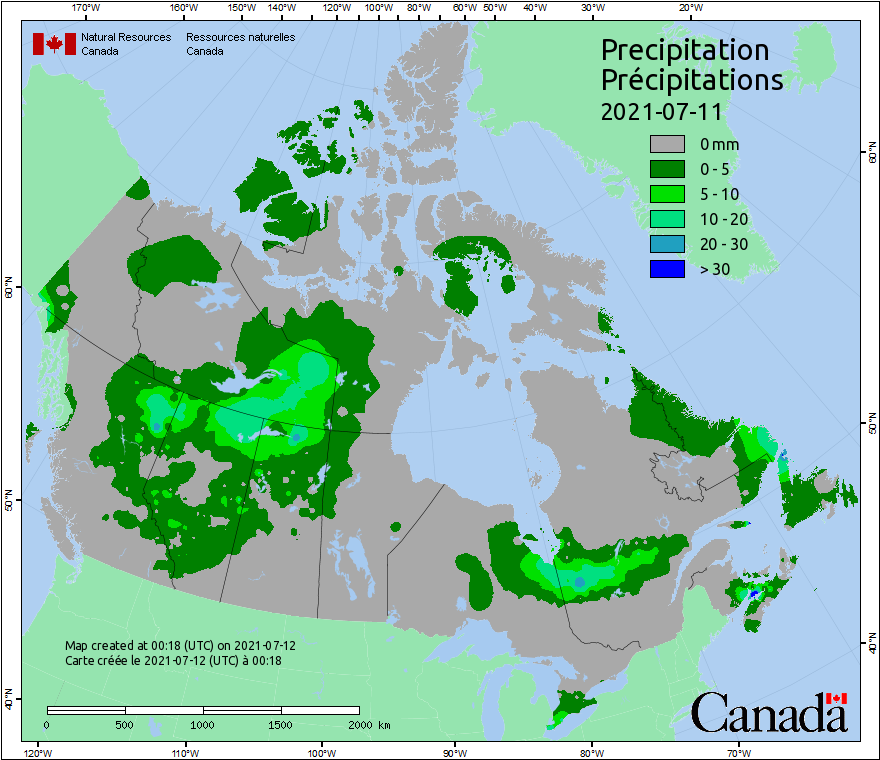 170°W 160°W 150°W 140°W 120°W 100°W 80°W 60°W 50°W 40°W 30°W 20°W
Natural Resources Ressources naturelles
Canada Canada
Precipitation
Précipitations
2021-07-11
0 mm
0 - 5
5 - 10
10 - 20
20 - 30
> 30
60°N
60°N
50°N
50°N
40°N
40°N
Map created at 00:18 (UTC) on 2021-07-12
Carte créée le 2021-07-12 (UTC) à 00:18
0 500 1000 1500 2000 km
Canada
120°W 110°W 100°W 90°W 80°W 70°W